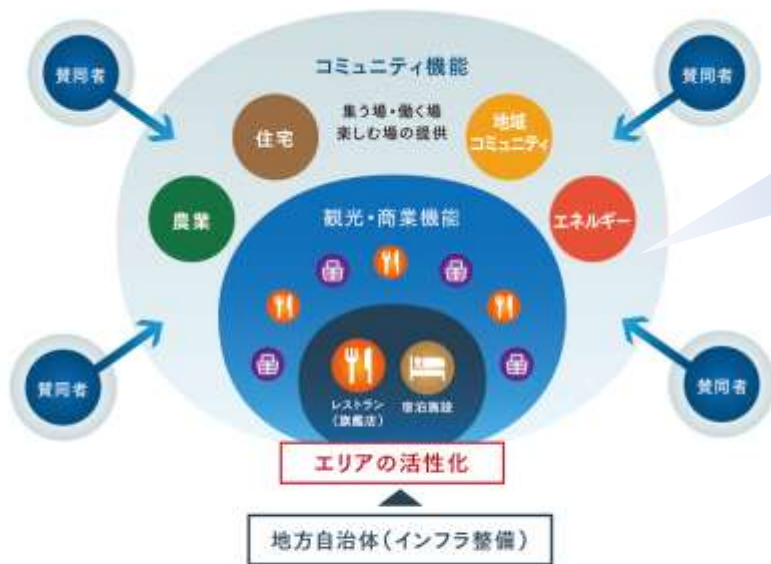 コミュニティ機能
賛同者
賛同者
集う場・働く場
楽しむ場の提供
住宅
地域
コミュニティ
農業
観光・商業機能
エネルギー
賛同者
賛同者
レストラン
(旗艦店)
宿泊施設
エリアの活性化
地方自治体(インフラ整備)